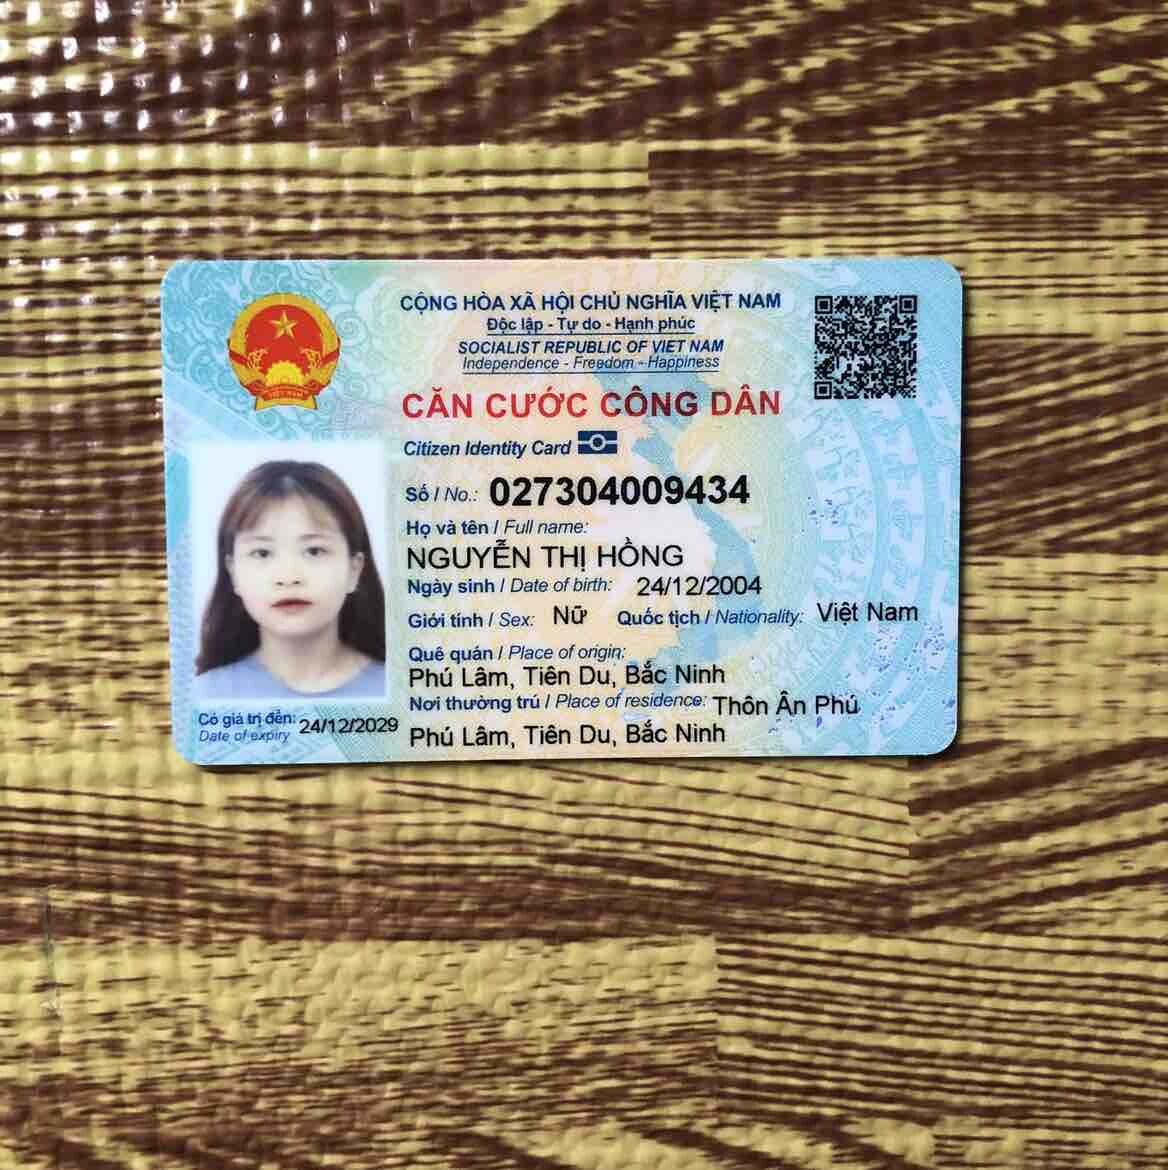 CỘNG HÒA XÃ HỘI CHỦ NGHĨA VIỆT NAM
Độc lập - Tự do - Hạnh phúc
SOCIALIST REPUBLIC OF VIET NAM
Independence - Freedom - Happiness
CĂN CƯỚC CÔNG DÂN
Citizen Identity Card
Số / No.: 027304009434
Họ và tên / Full name:
NGUYỄN THỊ HỒNG
Ngày sinh / Date of birth: 24/12/2004
Giới tính / Sex: Nữ Quốc tịch / Nationality: Việt Nam
Quê quán / Place of origin:
Phú Lâm, Tiên Du, Bắc Ninh
Nơi thường trú / Place of residence: Thôn Ân Phú
Phú Lâm, Tiên Du, Bắc Ninh
Có giá trị đến: 24/12/2029
Date of expiry
VIỆT NAM